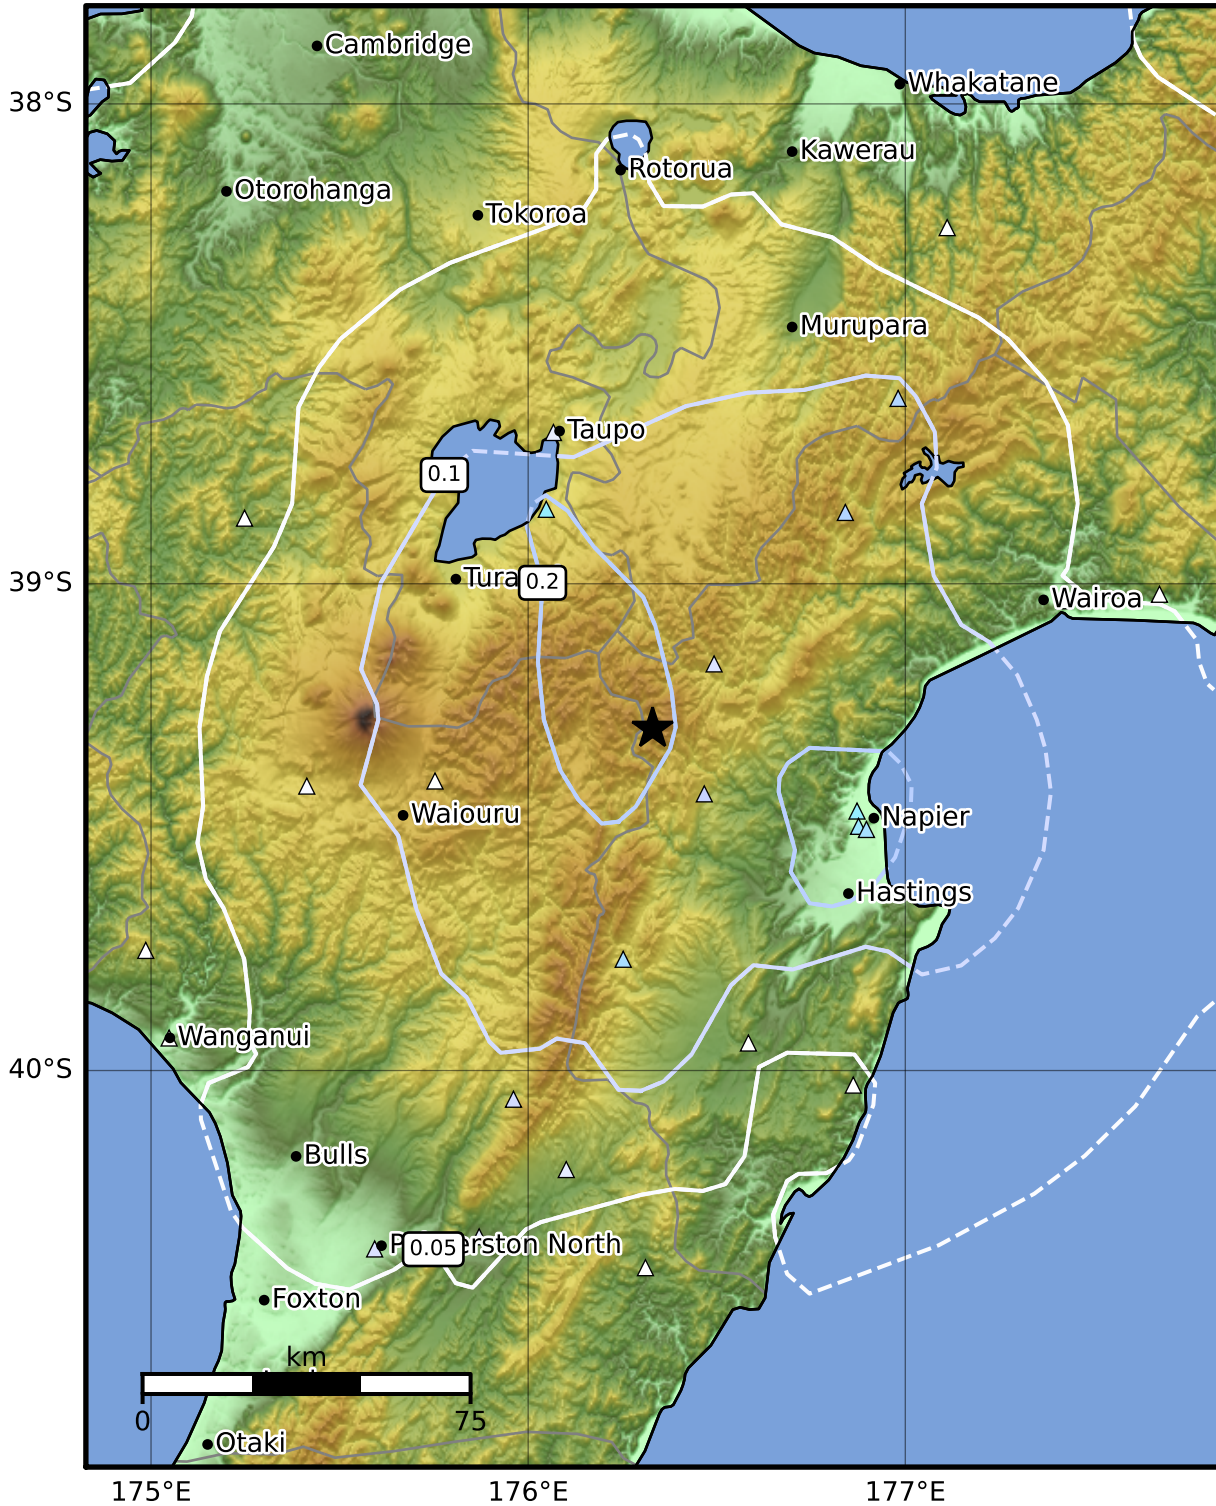 Cambridge
Whakatane
38°S
Kawerau
Rotorua
Otorohanga
Tokoroa
Murupara
Taupo
0.1
Tura
0.2
39°S
Wairoa
Waiouru
Napier
Hastings
Wanganui
40°S
Bulls
P
0.05
erston North
Foxton
km
0
75
Otaki
175°E
176°E
177°E